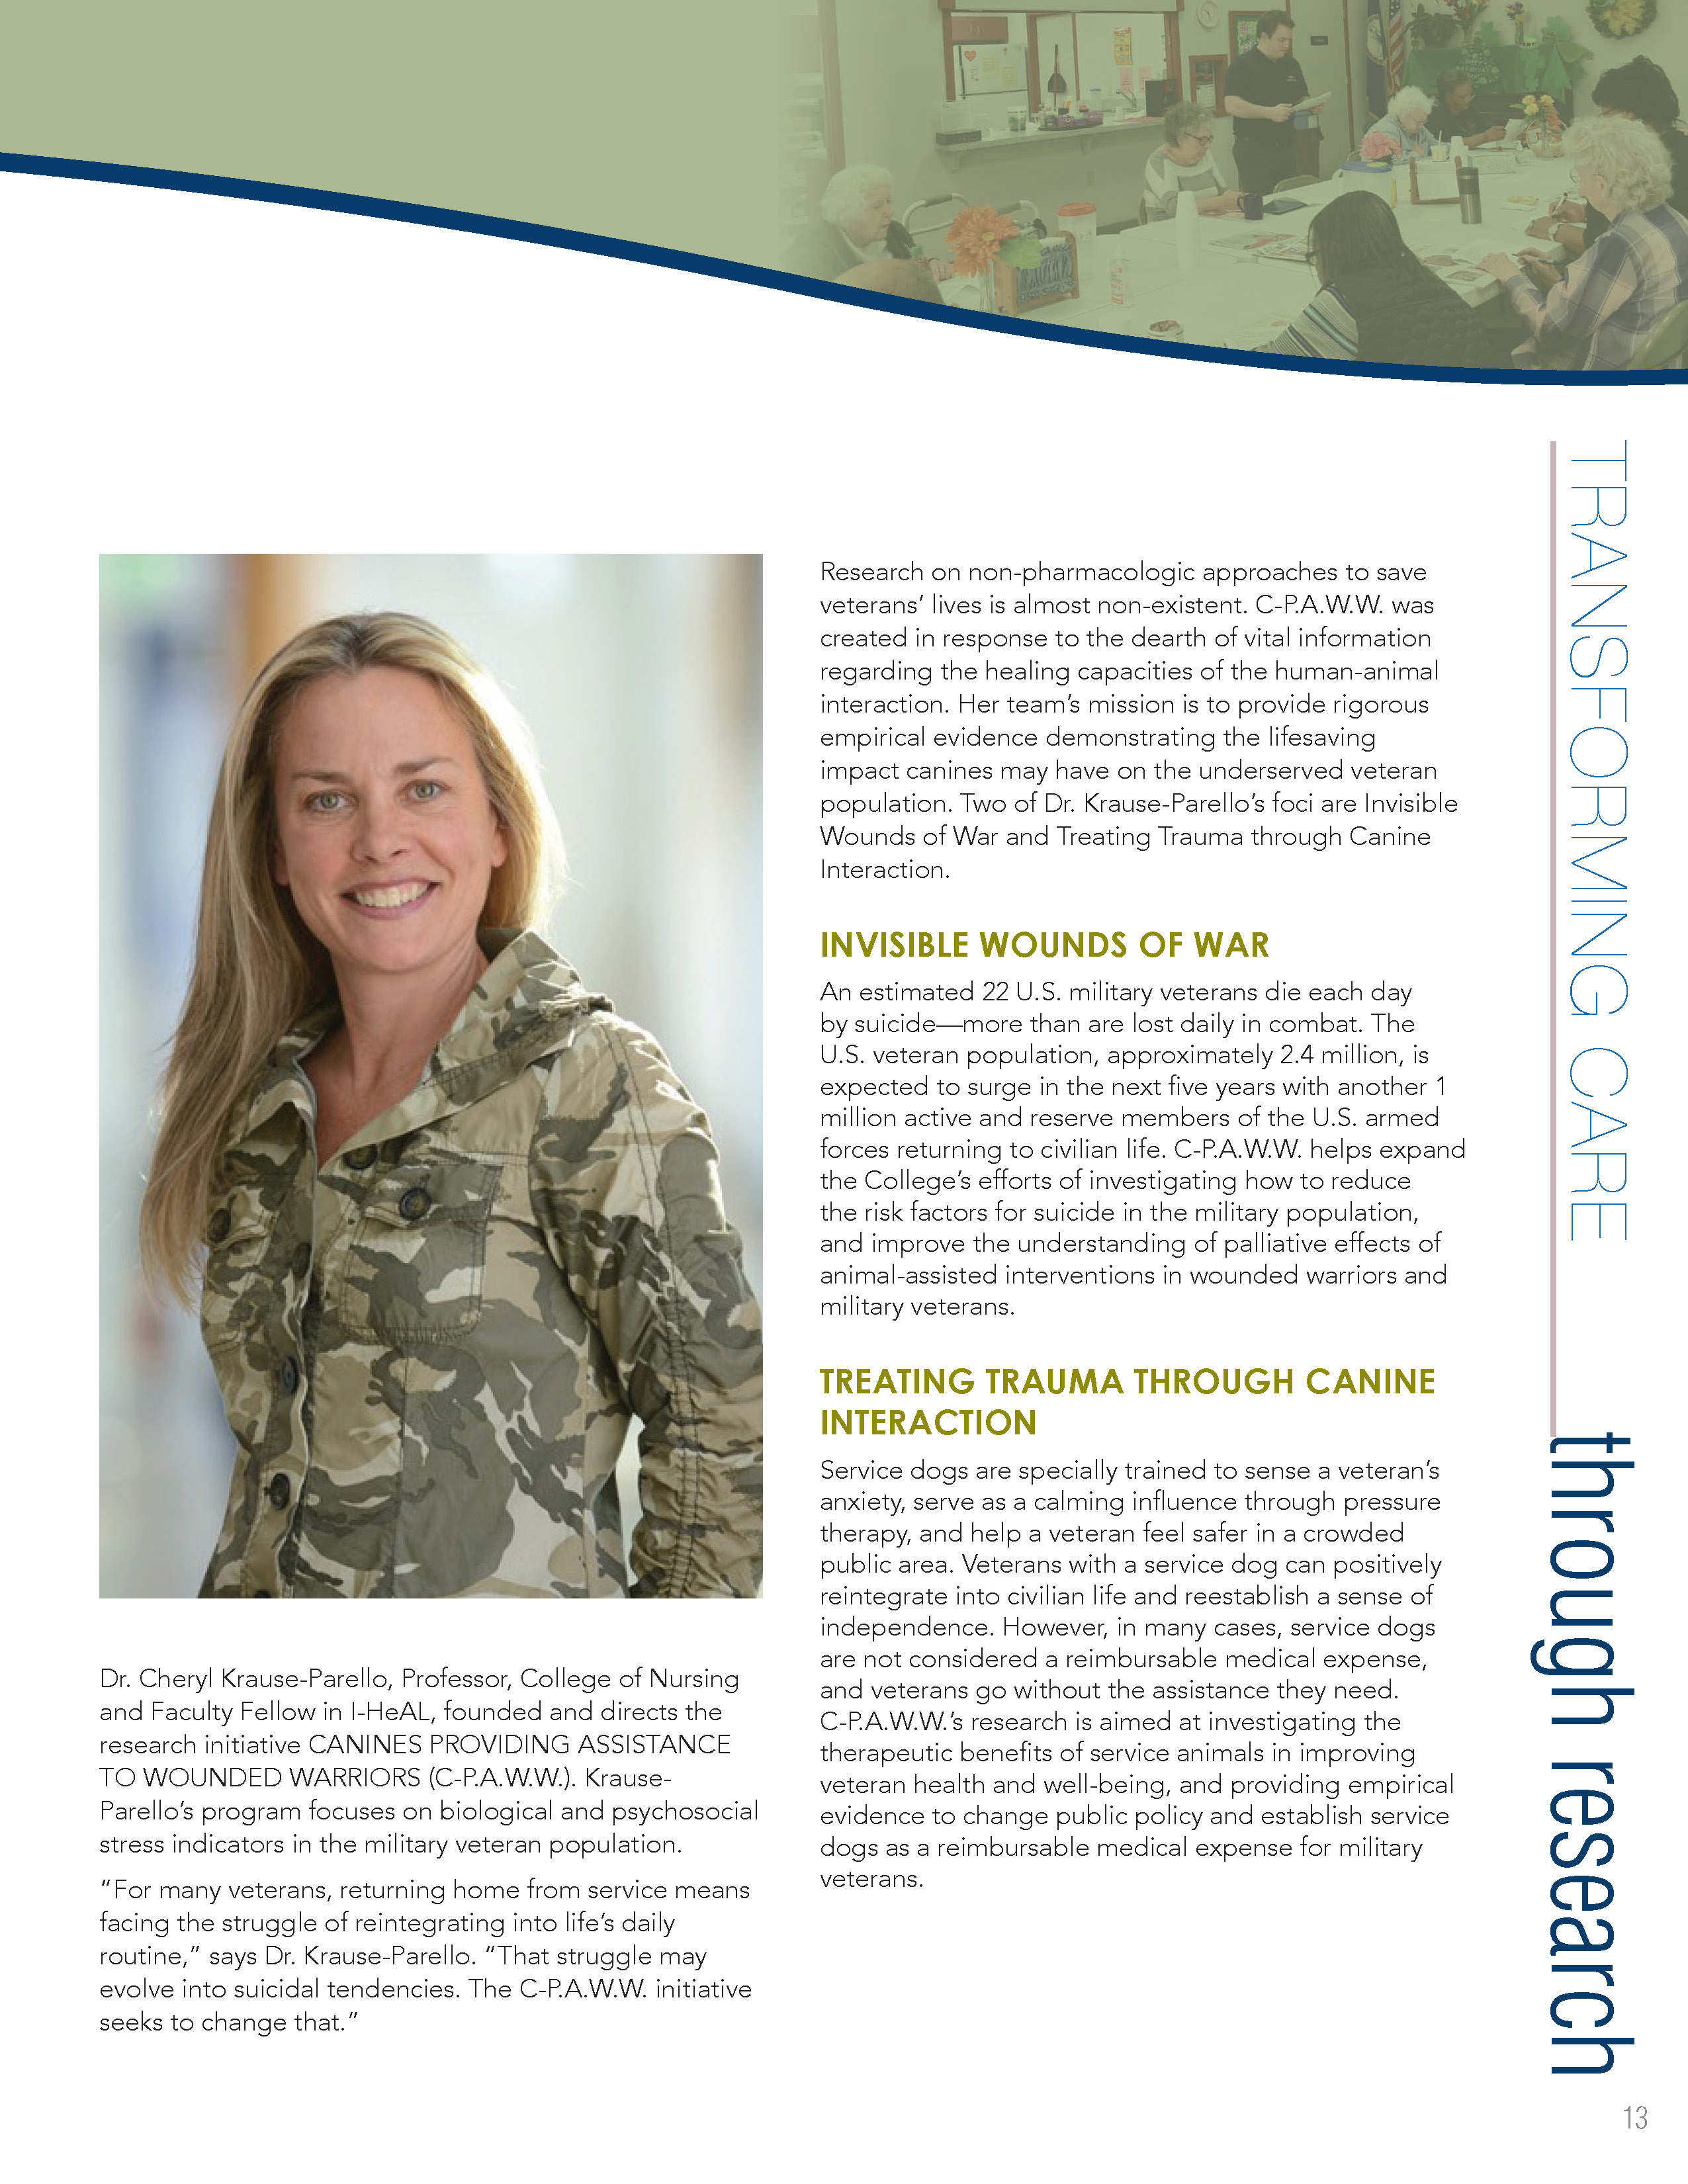 Dr. Cheryl Krause-Parello, Professor, College of Nursing
and Faculty Fellow in I-HeAL, founded and directs the
research initiative CANINES PROVIDING ASSISTANCE
TO WOUNDED WARRIORS (C-P.A.W.W.). Krause-
Parello’s program focuses on biological and psychosocial
stress indicators in the military veteran population.
“For many veterans, returning home from service means
facing the struggle of reintegrating into life’s daily
routine,” says Dr. Krause-Parello. “That struggle may
evolve into suicidal tendencies. The C-P.A.W.W. initiative
seeks to change that.”
Research on non-pharmacologic approaches to save
veterans’ lives is almost non-existent. C-P.A.W.W. was
created in response to the dearth of vital information
regarding the healing capacities of the human-animal
interaction. Her team’s mission is to provide rigorous
empirical evidence demonstrating the lifesaving
impact canines may have on the underserved veteran
population. Two of Dr. Krause-Parello’s foci are Invisible
Wounds of War and Treating Trauma through Canine
Interaction.
INVISIBLE WOUNDS OF WAR
An estimated 22 U.S. military veterans die each day
by suicide—more than are lost daily in combat. The
U.S. veteran population, approximately 2.4 million, is
expected to surge in the next five years with another 1
million active and reserve members of the U.S. armed
forces returning to civilian life. C-P.A.W.W. helps expand
the College’s efforts of investigating how to reduce
the risk factors for suicide in the military population,
and improve the understanding of palliative effects of
animal-assisted interventions in wounded warriors and
military veterans.
TREATING TRAUMA THROUGH CANINE
INTERACTION
Service dogs are specially trained to sense a veteran’s
anxiety, serve as a calming influence through pressure
therapy, and help a veteran feel safer in a crowded
public area. Veterans with a service dog can positively
reintegrate into civilian life and reestablish a sense of
independence. However, in many cases, service dogs
are not considered a reimbursable medical expense,
and veterans go without the assistance they need.
C-P.A.W.W.’s research is aimed at investigating the
therapeutic benefits of service animals in improving
veteran health and well-being, and providing empirical
evidence to change public policy and establish service
dogs as a reimbursable medical expense for military
veterans.
TRANSFORMING CARE
through research
13